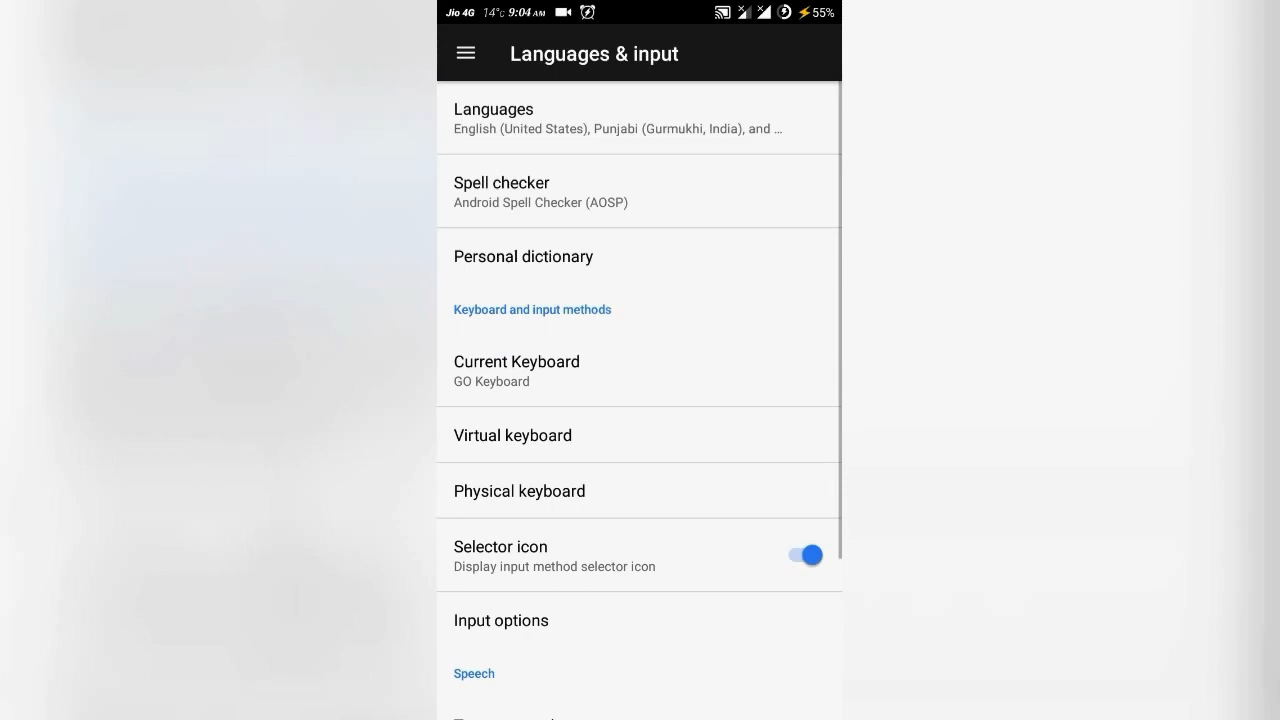 Jio 4G 14°C 9:04 AM 55%
Languages & input
Languages
English (United States), Punjabi (Gurmukhi, India), and ...
Spell checker
Android Spell Checker (AOSP)
Personal dictionary
Keyboard and input methods
Current Keyboard
GO Keyboard
Virtual keyboard
Physical keyboard
Selector icon
Display input method selector icon
Input options
Speech